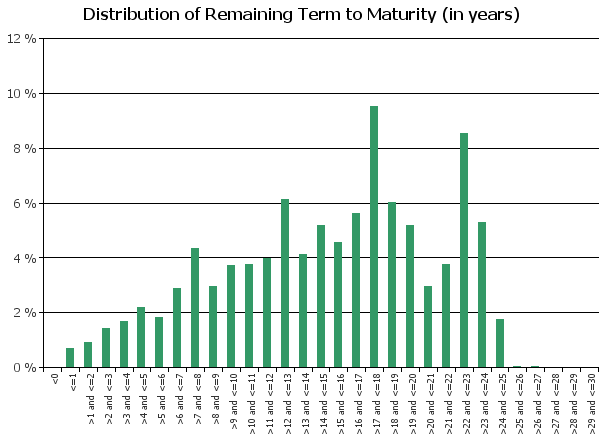 Distribution of Remaining Term to Maturity (in years)
12 %
10 %
8 %
6 %
4 %
2 %
0 %
<0
<=1
>1 and <=2
>2 and <=3
>3 and <=4
>4 and <=5
>5 and <=6
>6 and <=7
>7 and <=8
>8 and <=9
>9 and <=10
>10 and <=11
>11 and <=12
>12 and <=13
>13 and <=14
>14 and <=15
>15 and <=16
>16 and <=17
>17 and <=18
>18 and <=19
>19 and <=20
>20 and <=21
>21 and <=22
>22 and <=23
>23 and <=24
>24 and <=25
>25 and <=26
>26 and <=27
>27 and <=28
>28 and <=29
>29 and <=30